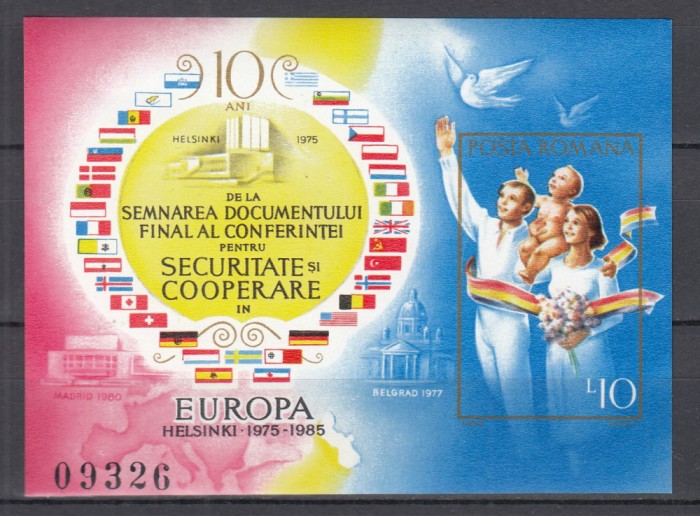 10
ANI
HELSINKI 1975
DE LA
SEMNAREA DOCUMENTULUI
FINAL AL CONFERINȚEI
PENTRU
SECURITATE ȘI
COOPERARE
IN
EUROPA
HELSINKI · 1975-1985
MADRID 1980
BELGRAD 1977
09326
POSTA ROMANA
L10